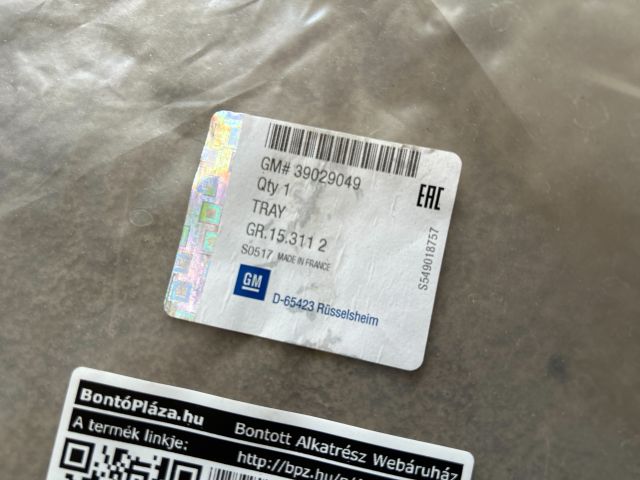 GM# 39029049
Qty 1
TRAY
GR.15.311 2
S0517 MADE IN FRANCE
GM
D-65423 Rüsselsheim
EAC
S549018757
BontóPláza.hu
Bontott Alkatrész Webáruház
A termék linkje:
http://bpz.hu/p/